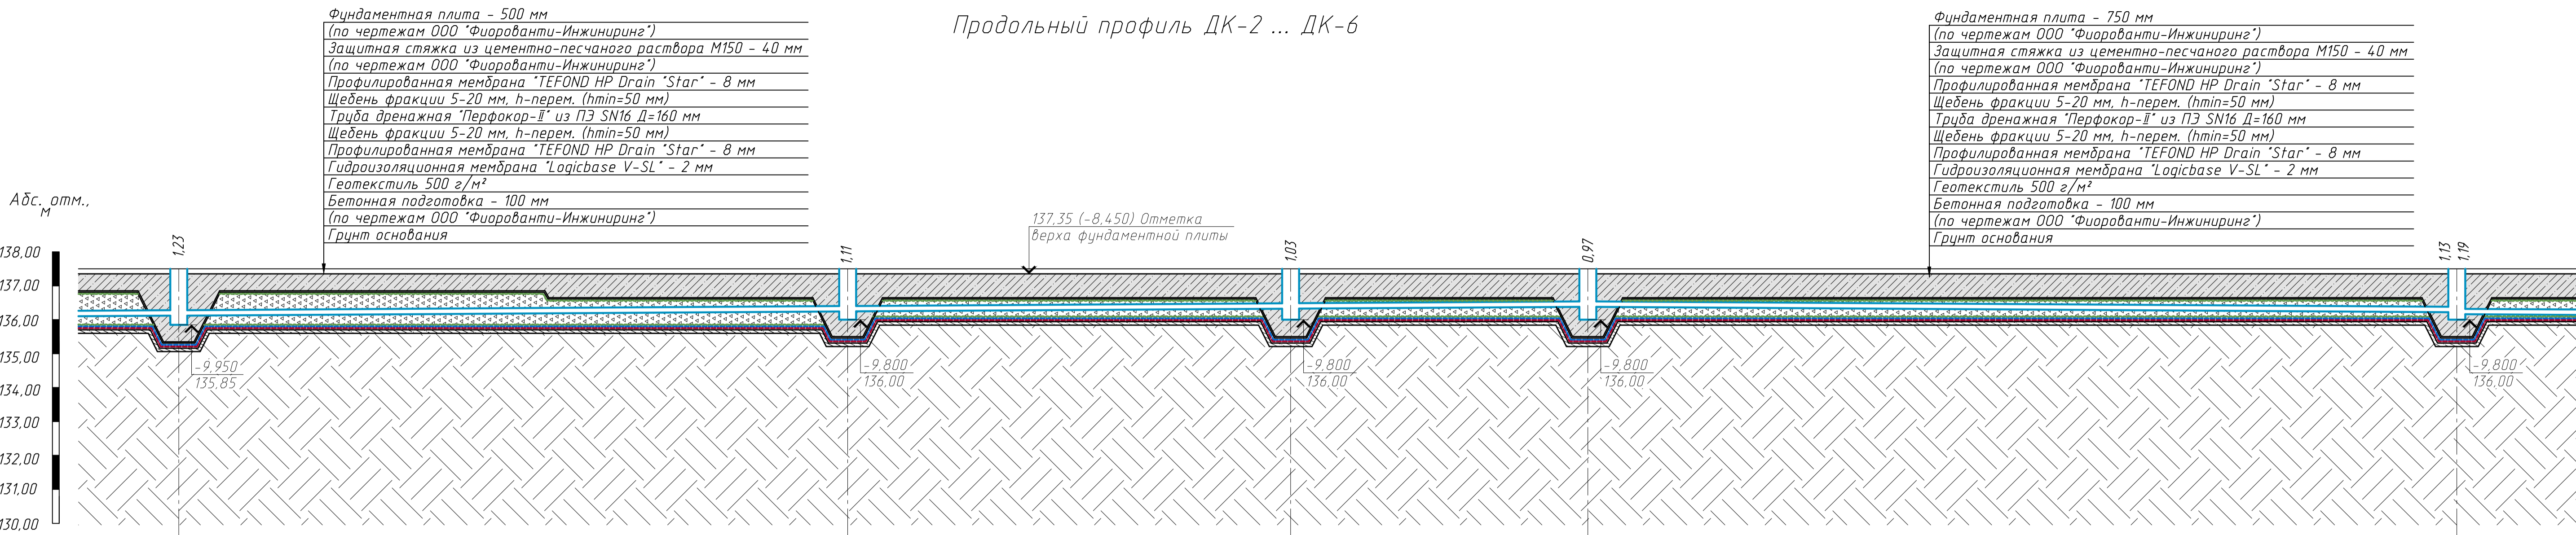 Продольный профиль ДК-2 ... ДК-6
Фундаментная плита - 500 мм
(по чертежам ООО "Фиорованти-Инжиниринг")
Защитная стяжка из цементно-песчаного раствора М150 - 40 мм
(по чертежам ООО "Фиорованти-Инжиниринг")
Профилированная мембрана "TEFOND HP Drain "Star" - 8 мм
Щебень фракции 5-20 мм, h-перем. (hmin=50 мм)
Труба дренажная "Перфокор-II" из ПЭ SN16 Д=160 мм
Щебень фракции 5-20 мм, h-перем. (hmin=50 мм)
Профилированная мембрана "TEFOND HP Drain "Star" - 8 мм
Гидроизоляционная мембрана "Logicbase V-SL" - 2 мм
Геотекстиль 500 г/м²
Бетонная подготовка - 100 мм
(по чертежам ООО "Фиорованти-Инжиниринг")
Грунт основания
Фундаментная плита - 750 мм
(по чертежам ООО "Фиорованти-Инжиниринг")
Защитная стяжка из цементно-песчаного раствора М150 - 40 мм
(по чертежам ООО "Фиорованти-Инжиниринг")
Профилированная мембрана "TEFOND HP Drain "Star" - 8 мм
Щебень фракции 5-20 мм, h-перем. (hmin=50 мм)
Труба дренажная "Перфокор-II" из ПЭ SN16 Д=160 мм
Щебень фракции 5-20 мм, h-перем. (hmin=50 мм)
Профилированная мембрана "TEFOND HP Drain "Star" - 8 мм
Гидроизоляционная мембрана "Logicbase V-SL" - 2 мм
Геотекстиль 500 г/м²
Бетонная подготовка - 100 мм
(по чертежам ООО "Фиорованти-Инжиниринг")
Грунт основания
Абс. отм.,
м
137,35 (-8,450) Отметка
верха фундаментной плиты
1,23
1,11
1,03
0,97
1,13
1,19
138,00
137,00
136,00
135,00
134,00
133,00
132,00
131,00
130,00
-9,950
135,85
-9,800
136,00
-9,800
136,00
-9,800
136,00
-9,800
136,00